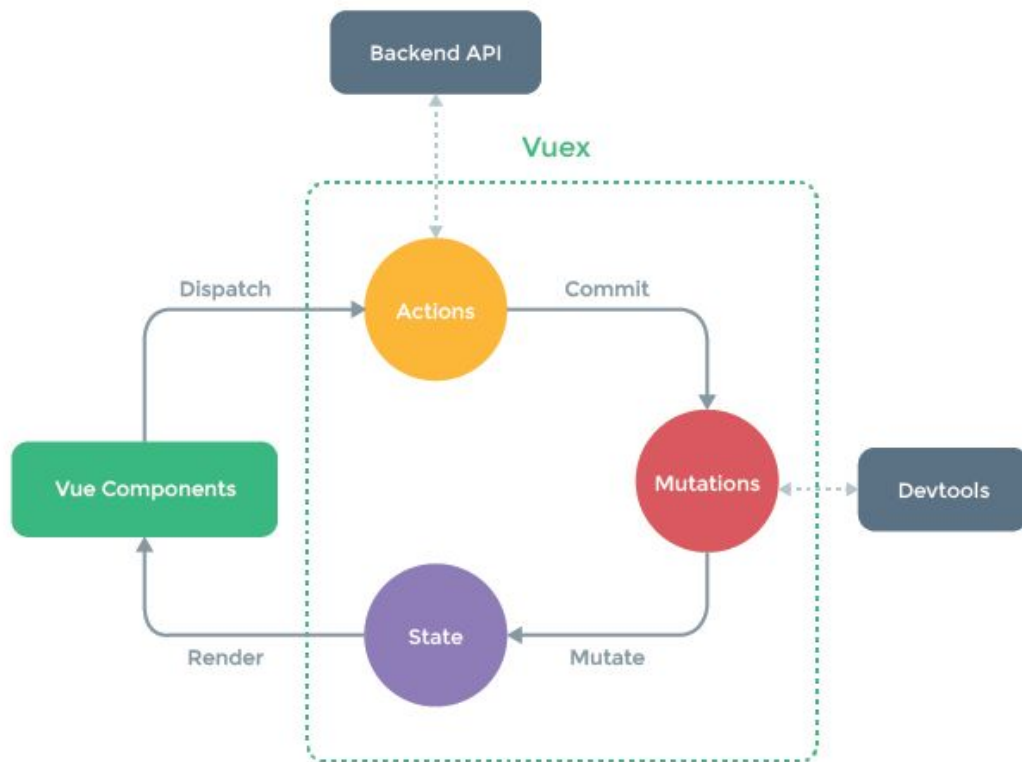 Backend API
Vuex
Dispatch
Actions
Commit
Vue Components
Mutations
Devtools
State
Render
Mutate